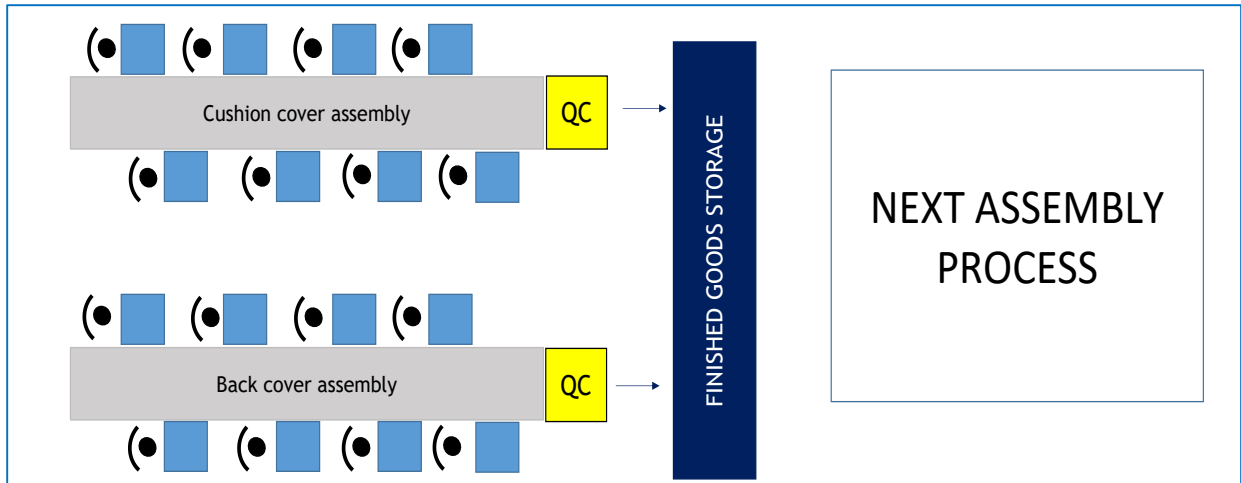 Cushion cover assembly
QC
FINISHED GOODS STORAGE
NEXT ASSEMBLY
PROCESS
Back cover assembly
QC